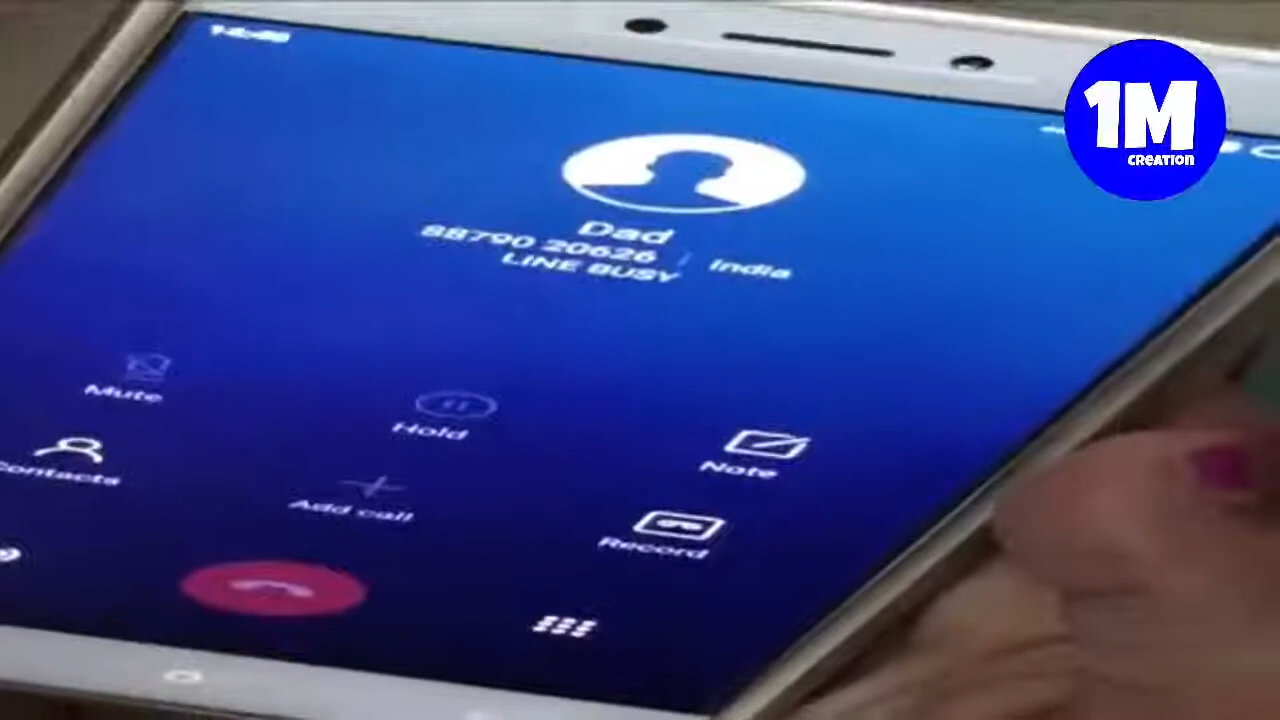 1M
CREATION
Dad
88790 20626 | India
LINE BUSY
Mute
Hold
Note
Contacts
Add call
Record